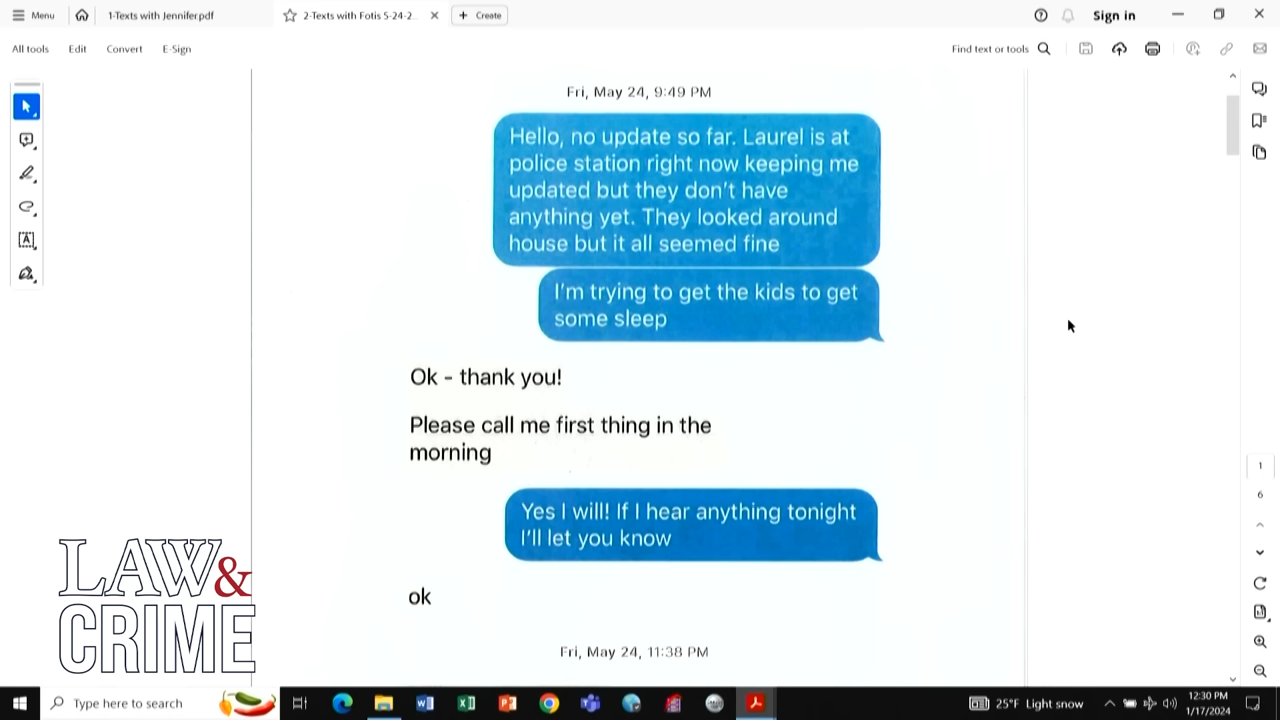 Menu
1-Texts with Jennifer.pdf
2-Texts with Fotis 5-24-2...
Create
Sign in
All tools
Edit
Convert
E-Sign
Find text or tools
Fri, May 24, 9:49 PM
Hello, no update so far. Laurel is at
police station right now keeping me
updated but they don't have
anything yet. They looked around
house but it all seemed fine
I'm trying to get the kids to get
some sleep
Ok - thank you!
Please call me first thing in the
morning
Yes I will! If I hear anything tonight
I'll let you know
ok
Fri, May 24, 11:38 PM
1
6
LAW&
CRIME
Type here to search
25°F Light snow
12:30 PM
1/17/2024